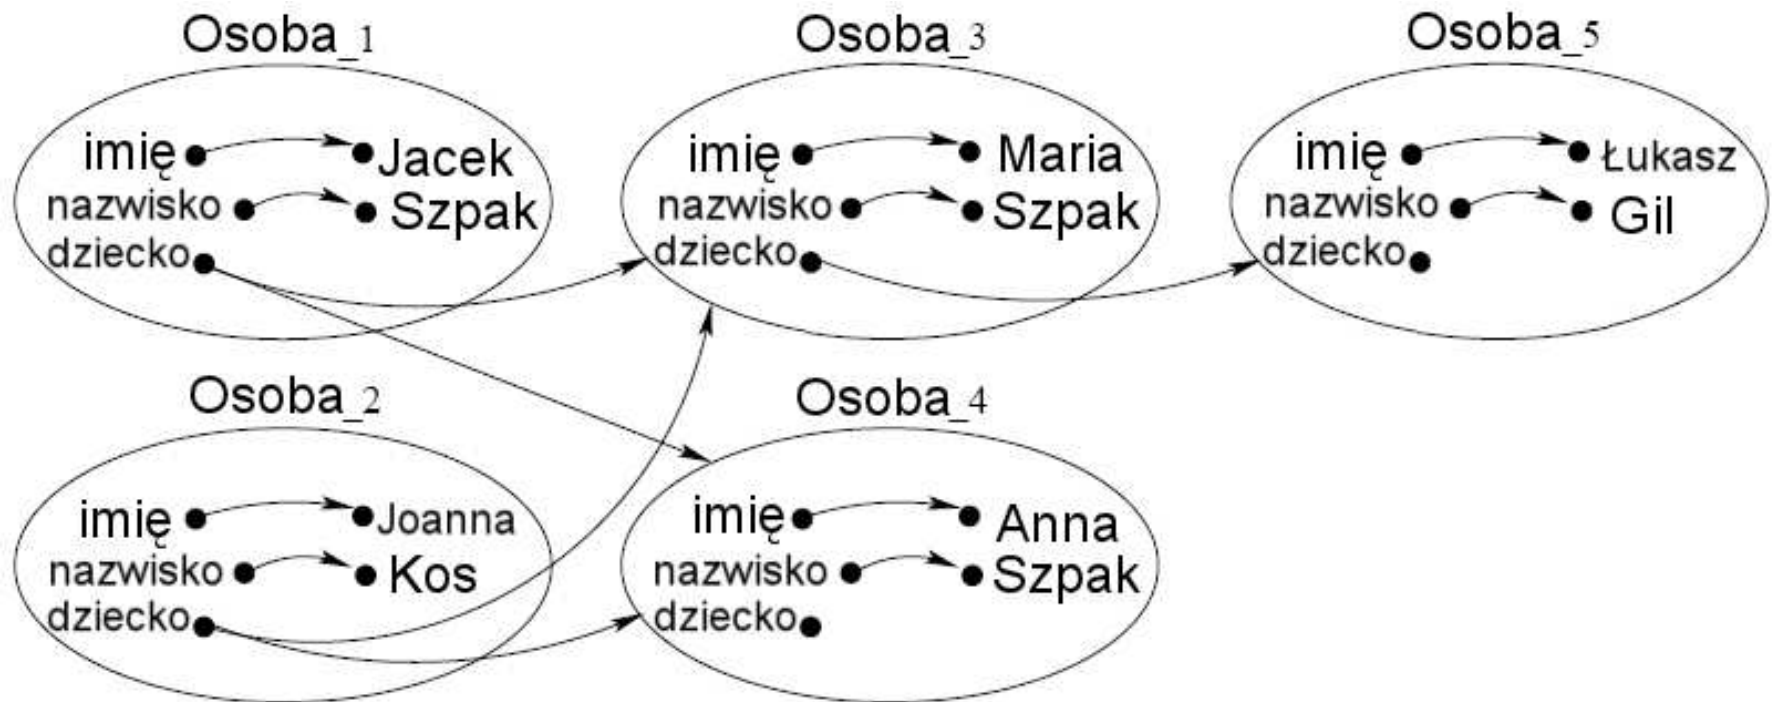 Osoba_1
imię Jacek
nazwisko Szpak
dziecko
Osoba_3
imię Maria
nazwisko Szpak
dziecko
Osoba_5
imię Łukasz
nazwisko Gil
dziecko
Osoba_2
imię Joanna
nazwisko Kos
dziecko
Osoba_4
imię Anna
nazwisko Szpak
dziecko